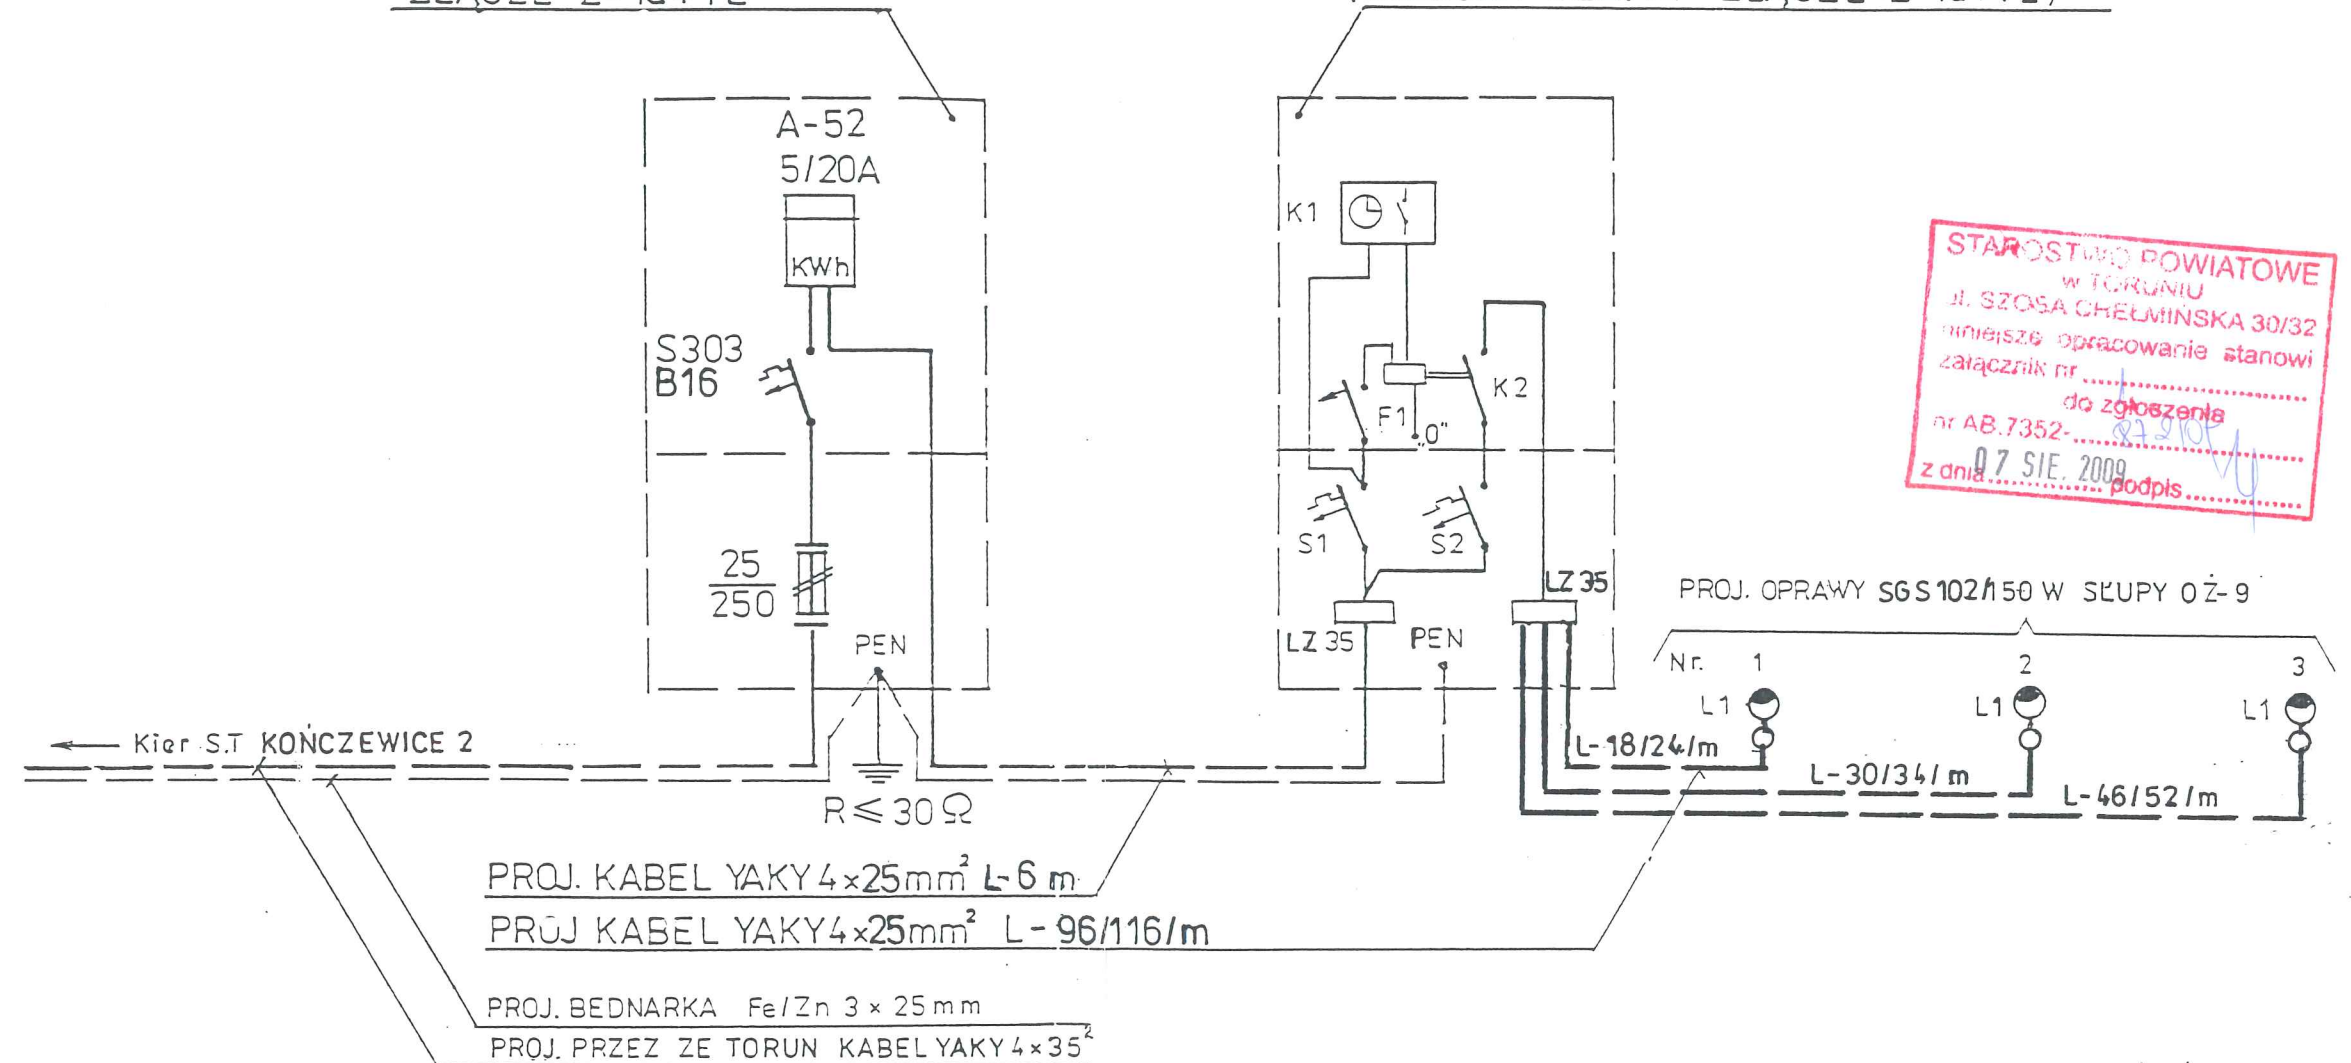 A-52
5/20A
KWh
S303
B16
25
250
PEN
K1
K2
F1
"0"
S1
S2
LZ 35
PEN
LZ 35
STAROSTWO POWIATOWE
w TORUNIU
ul. SZOSA CHEŁMIŃSKA 30/32
niniejsze opracowanie stanowi
załącznik nr
do zgłoszenia
nr AB.7352-
z dnia 07 SIE. 2009 podpis
PROJ. OPRAWY SGS 102/150 W SŁUPY OŻ-9
Nr. 1 2 3
L1 L1 L1
L-18/24/m
L-30/34/m
L-46/52/m
Kier S.T KOŃCZEWICE 2
R ≤ 30 Ω
PROJ. KABEL YAKY 4×25mm² L-6 m
PROJ KABEL YAKY 4×25mm² L-96/116/m
PROJ. BEDNARKA Fe/Zn 3 × 25 mm
PROJ. PRZEZ ZE TORUN KABEL YAKY 4×35²